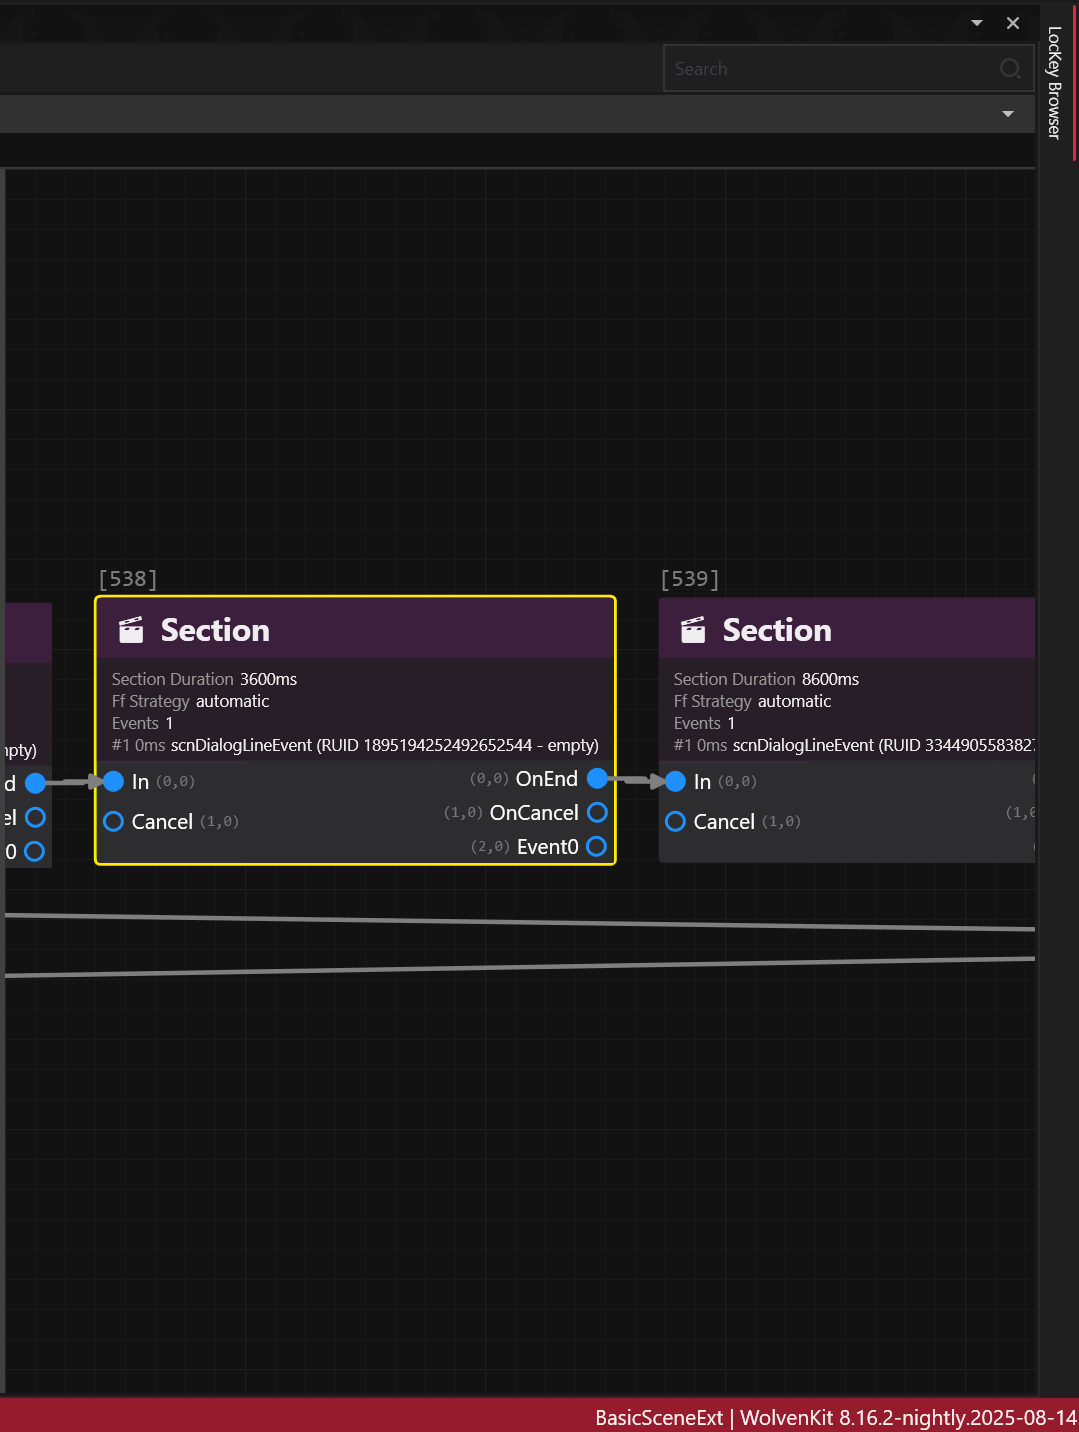 Search
LocKey Browser
[538]
[539]
Section
Section
Section Duration 3600ms
Section Duration 8600ms
Ff Strategy automatic
Ff Strategy automatic
Events 1
Events 1
#1 0ms scnDialogLineEvent (RUID 1895194252492652544 - empty)
#1 0ms scnDialogLineEvent (RUID 3344905583827
npty)
d
In (0,0)
(0,0) OnEnd
In (0,0)
el
(1,0) OnCancel
(1,0
Cancel (1,0)
Cancel (1,0)
0
(2,0) Event0
BasicSceneExt | WolvenKit 8.16.2-nightly.2025-08-14